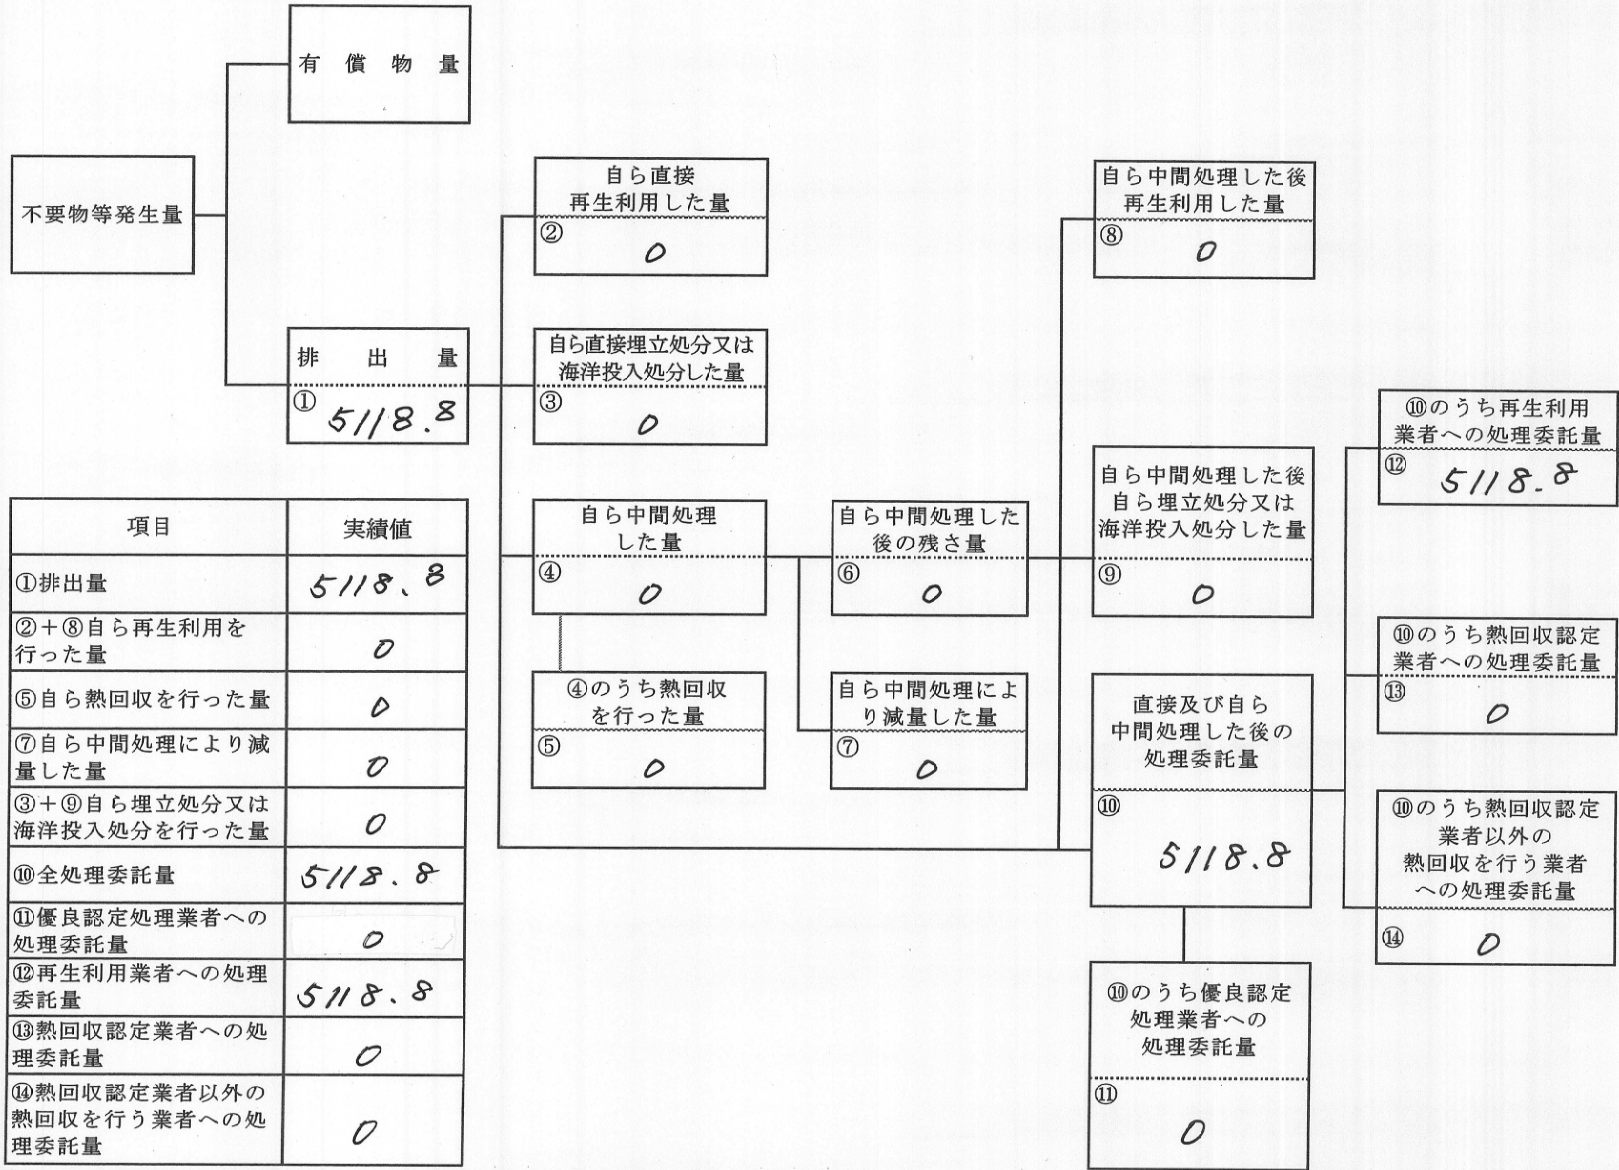 有償物量
不要物等発生量
排出量
① 5118.8
自ら直接
再生利用した量
② 0
自ら直接埋立処分又は
海洋投入処分した量
③ 0
自ら中間処理
した量
④ 0
④のうち熱回収
を行った量
⑤ 0
自ら中間処理した
後の残さ量
⑥ 0
自ら中間処理によ
り減量した量
⑦ 0
自ら中間処理した後
再生利用した量
⑧ 0
自ら中間処理した後
自ら埋立処分又は
海洋投入処分した量
⑨ 0
直接及び自ら
中間処理した後の
処理委託量
⑩
5118.8
⑩のうち優良認定
処理業者への
処理委託量
⑪
0
⑩のうち再生利用
業者への処理委託量
⑫ 5118.8
⑩のうち熱回収認定
業者への処理委託量
⑬ 0
⑩のうち熱回収認定
業者以外の
熱回収を行う業者
への処理委託量
⑭ 0
項目 実績値
①排出量 5118.8
②＋⑧自ら再生利用を
行った量 0
⑤自ら熱回収を行った量 0
⑦自ら中間処理により減
量した量 0
③＋⑨自ら埋立処分又は
海洋投入処分を行った量 0
⑩全処理委託量 5118.8
⑪優良認定処理業者への
処理委託量 0
⑫再生利用業者への処理
委託量 5118.8
⑬熱回収認定業者への処
理委託量 0
⑭熱回収認定業者以外の
熱回収を行う業者への処
理委託量 0